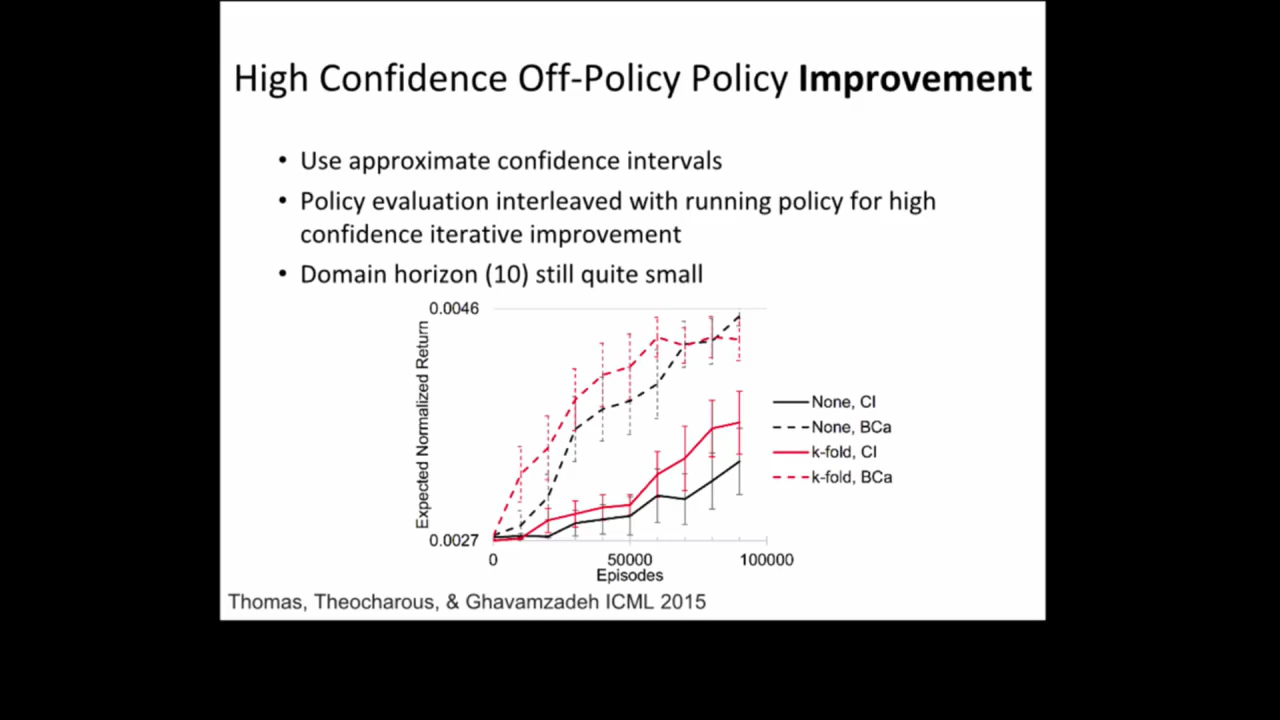 High Confidence Off-Policy Policy Improvement
• Use approximate confidence intervals
• Policy evaluation interleaved with running policy for high
confidence iterative improvement
• Domain horizon (10) still quite small
0.0046
Expected Normalized Return
0.0027
0
50000
100000
Episodes
None, CI
None, BCa
k-fold, CI
k-fold, BCa
Thomas, Theocharous, & Ghavamzadeh ICML 2015